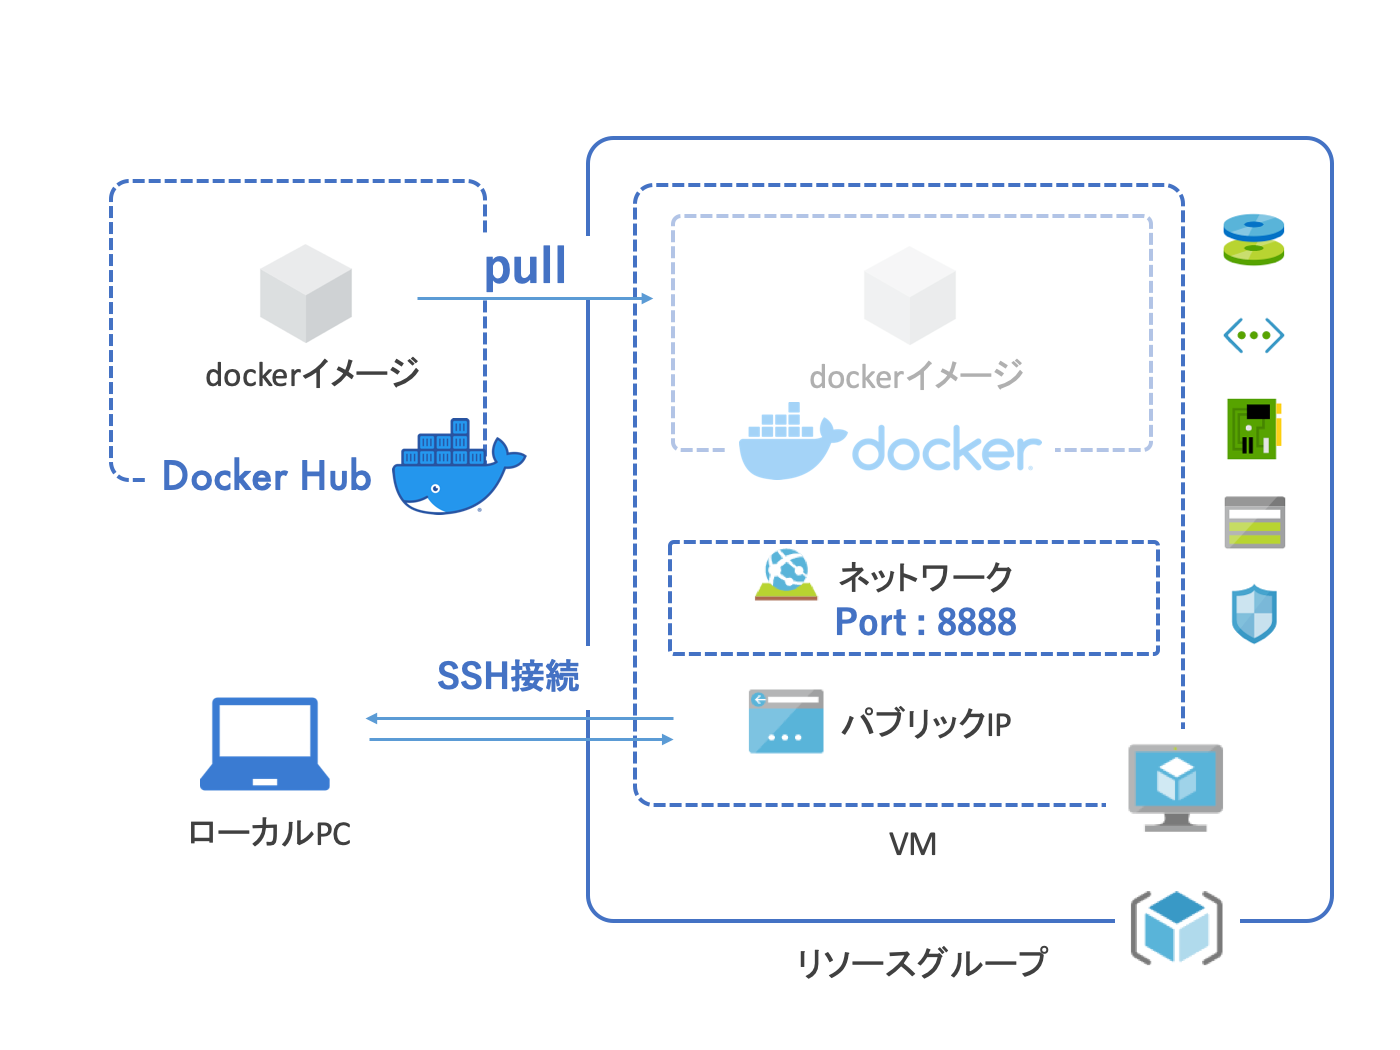 pull
dockerイメージ
Docker Hub
dockerイメージ
docker
ネットワーク
Port : 8888
SSH接続
パブリックIP
ローカルPC
VM
リソースグループ